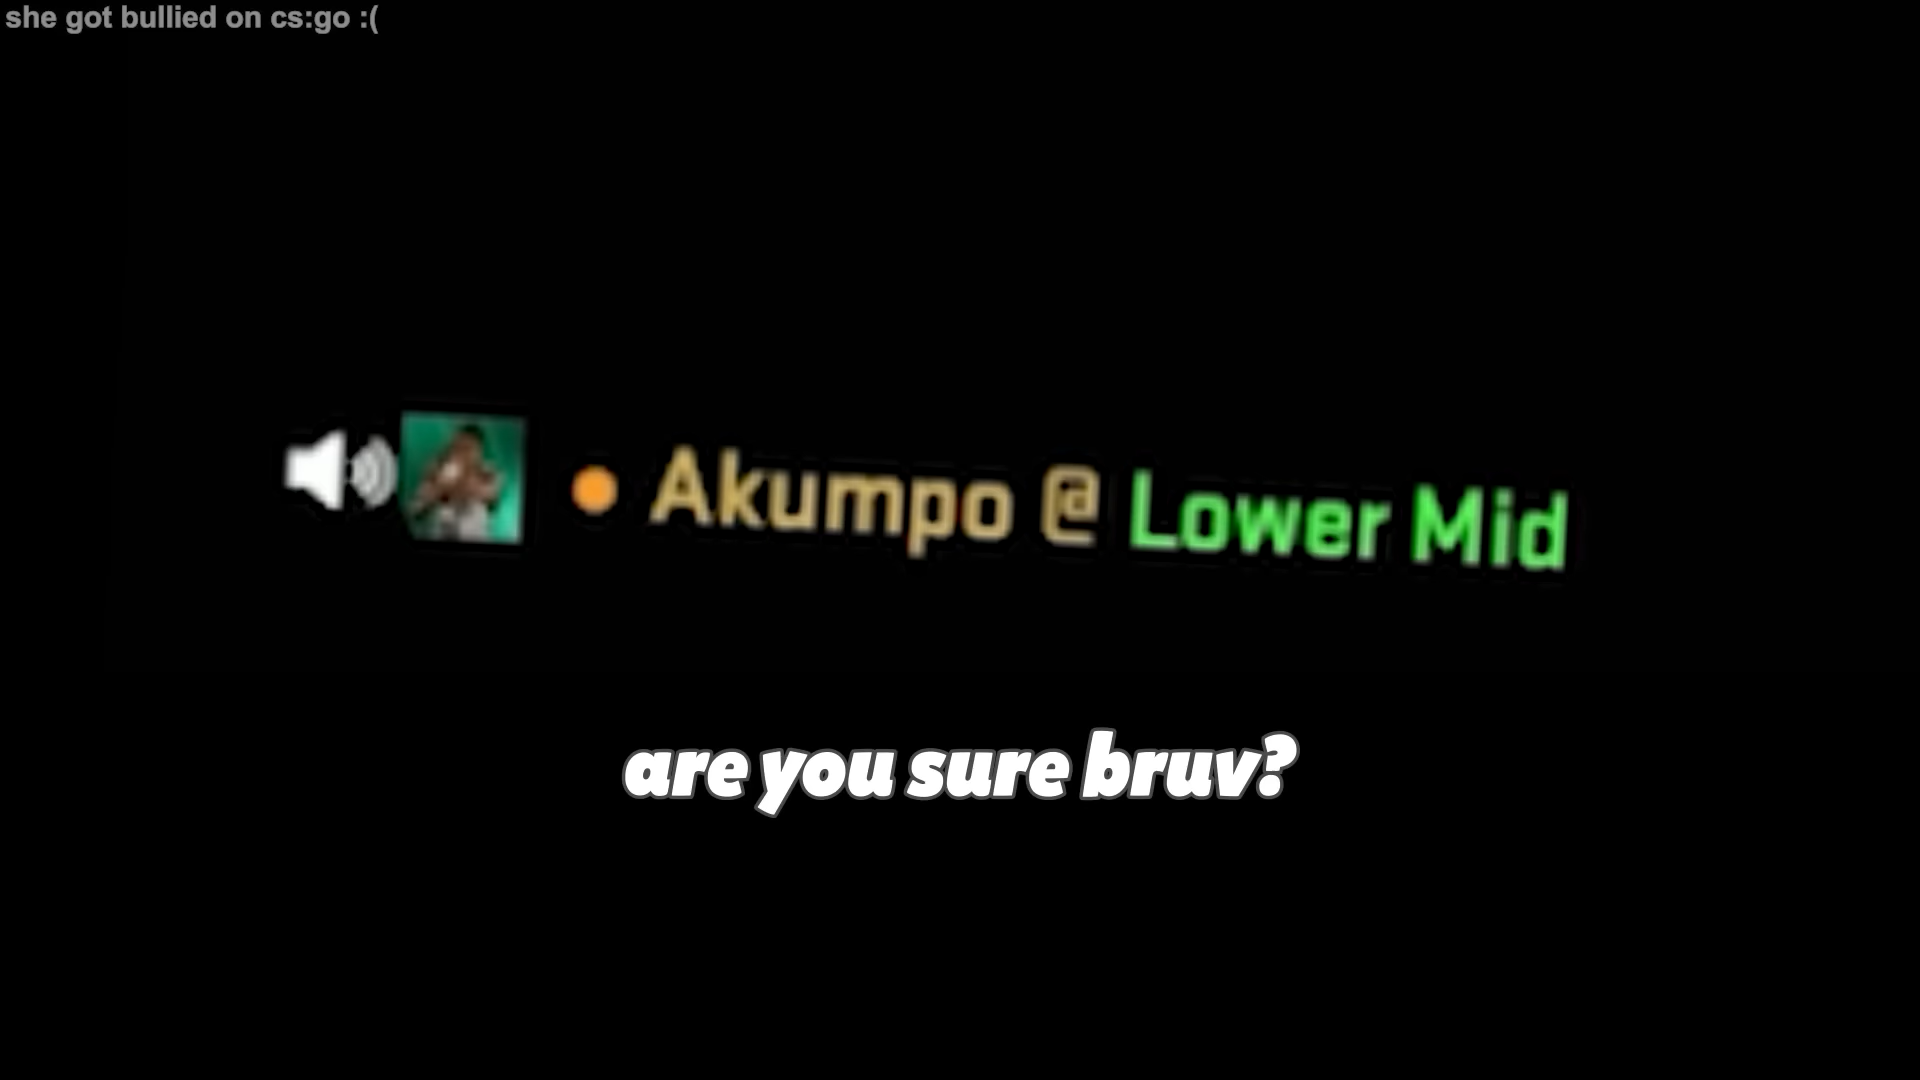 she got bullied on cs:go :(
Akumpo @ Lower Mid
are you sure bruv?